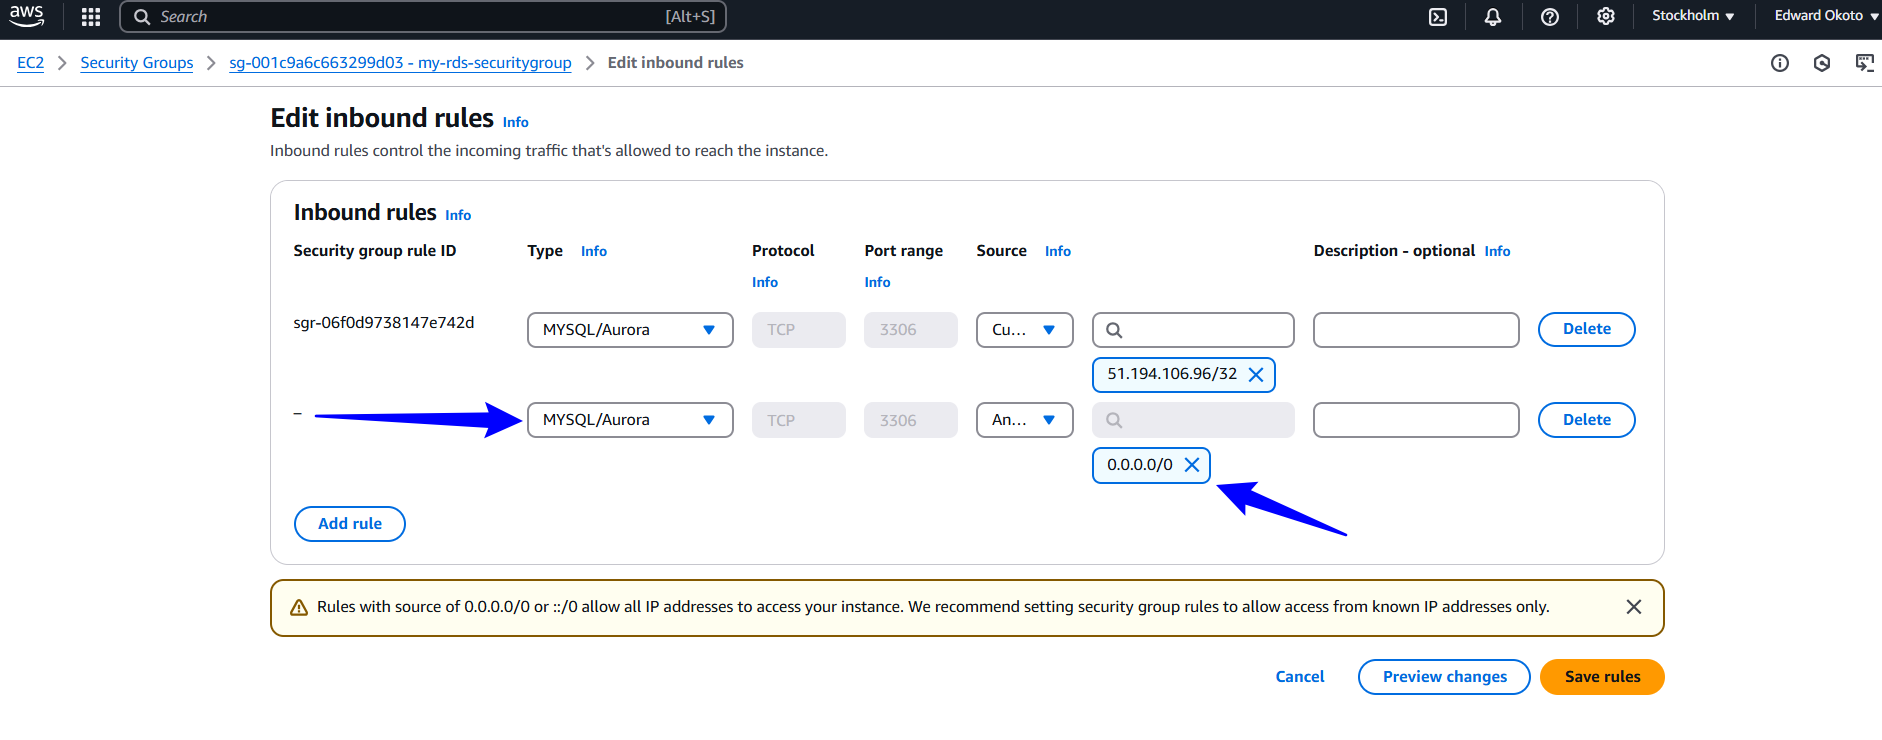 aws
Search [Alt+S]
Stockholm Edward Okoto
EC2 Security Groups sg-001c9a6c663299d03 - my-rds-securitygroup Edit inbound rules
Edit inbound rules Info
Inbound rules control the incoming traffic that's allowed to reach the instance.
Inbound rules Info
Security group rule ID Type Info Protocol Port range Source Info Description - optional Info
Info Info
sgr-06f0d9738147e742d MYSQL/Aurora TCP 3306 Cu... Delete
51.194.106.96/32
– MYSQL/Aurora TCP 3306 An... Delete
0.0.0.0/0
Add rule
Rules with source of 0.0.0.0/0 or ::/0 allow all IP addresses to access your instance. We recommend setting security group rules to allow access from known IP addresses only.
Cancel Preview changes Save rules